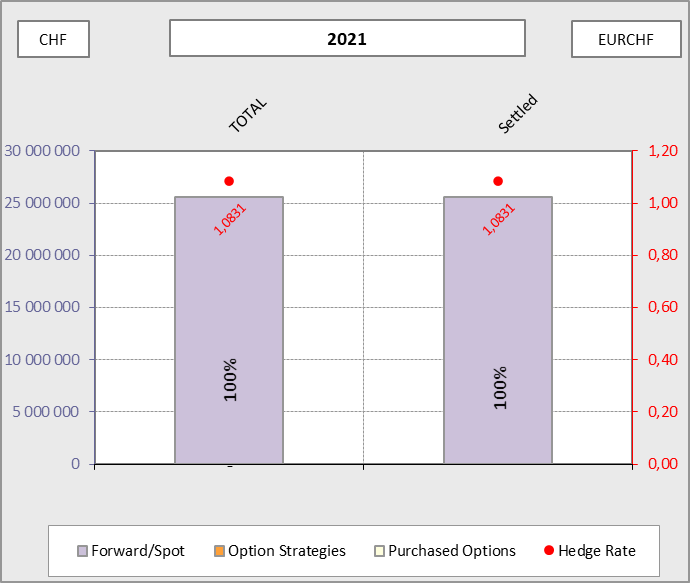 CHF
2021
EURCHF
TOTAL
Settled
30 000 000
25 000 000
20 000 000
15 000 000
10 000 000
5 000 000
0
1,20
1,00
0,80
0,60
0,40
0,20
0,00
1,0831
1,0831
100%
100%
-
Forward/Spot
Option Strategies
Purchased Options
Hedge Rate